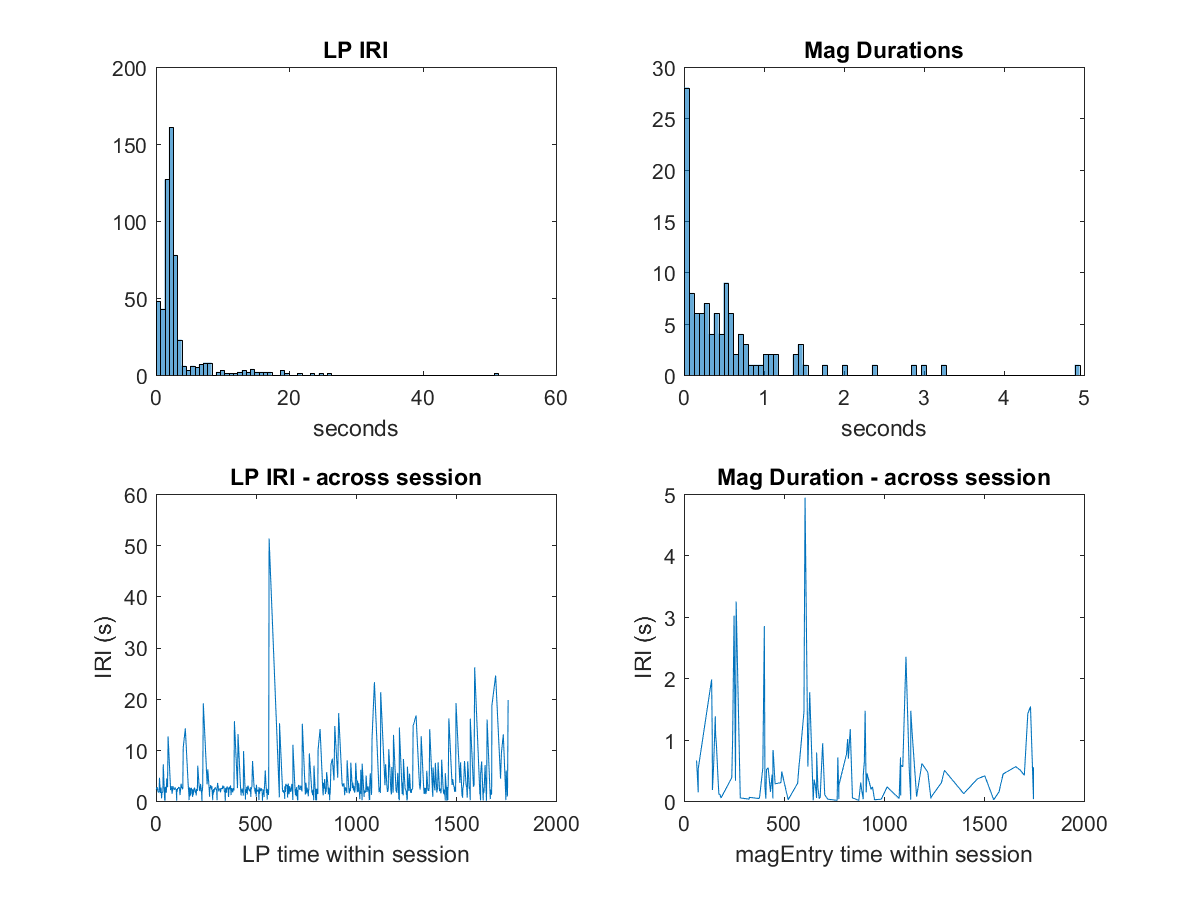 LP IRI
200
150
100
50
0
0 20 40 60
seconds
Mag Durations
30
25
20
15
10
5
0
0 1 2 3 4 5
seconds
LP IRI - across session
60
50
40
30
20
10
0
IRI (s)
0 500 1000 1500 2000
LP time within session
Mag Duration - across session
5
4
3
2
1
0
IRI (s)
0 500 1000 1500 2000
magEntry time within session